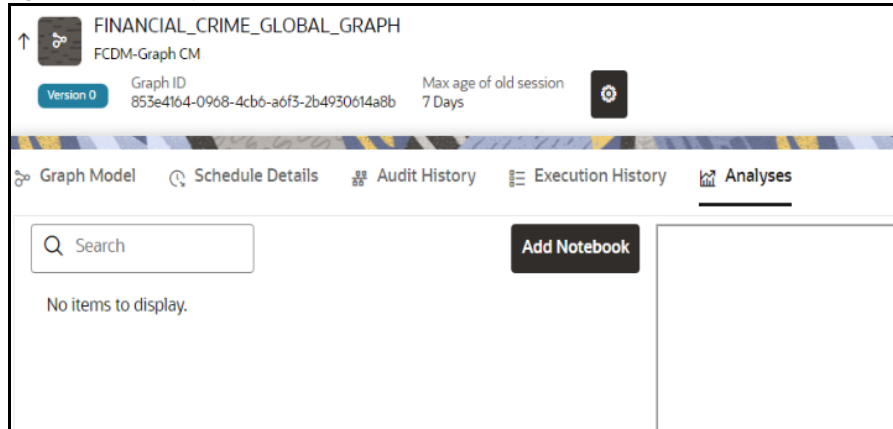 FINANCIAL_CRIME_GLOBAL_GRAPH
FCDM-Graph CM
Version 0
Graph ID
853e4164-0968-4cb6-a6f3-2b4930614a8b
Max age of old session
7 Days
Graph Model
Schedule Details
Audit History
Execution History
Analyses
Search
Add Notebook
No items to display.